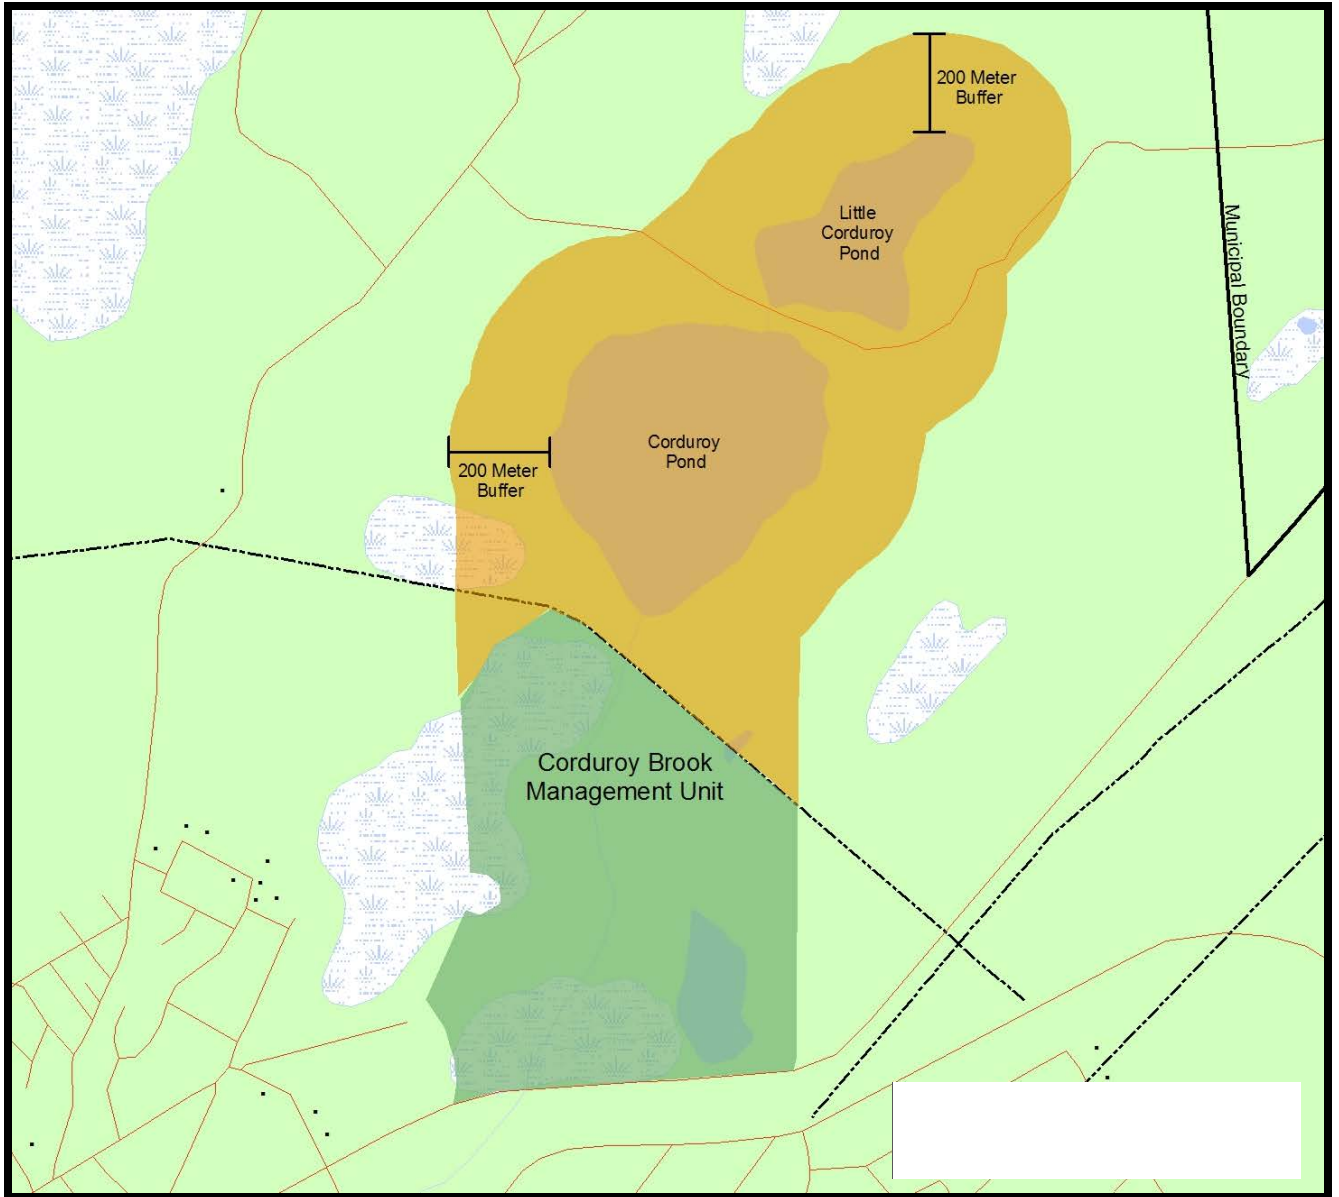 200 Meter
Buffer
Little
Corduroy
Pond
Municipal Boundary
Corduroy
Pond
200 Meter
Buffer
Corduroy Brook
Management Unit